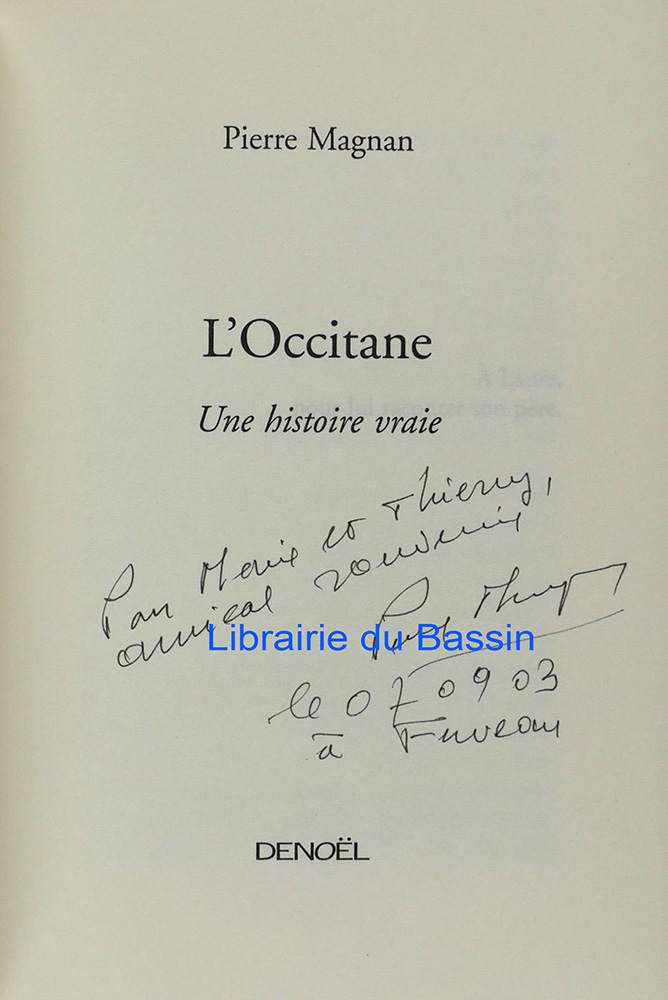 Pierre Magnan
L'Occitane
Une histoire vraie
Pour et Thierry,
amical souvenir
Librairie du Bassin
le 07 09 03
à Fuveau
DENOËL